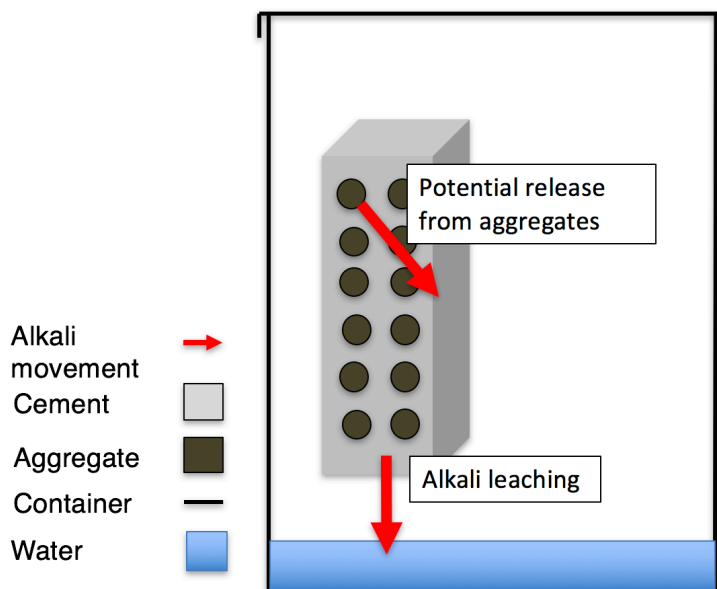 Potential release
from aggregates
Alkali
movement
Cement
Aggregate
Alkali leaching
Container
Water